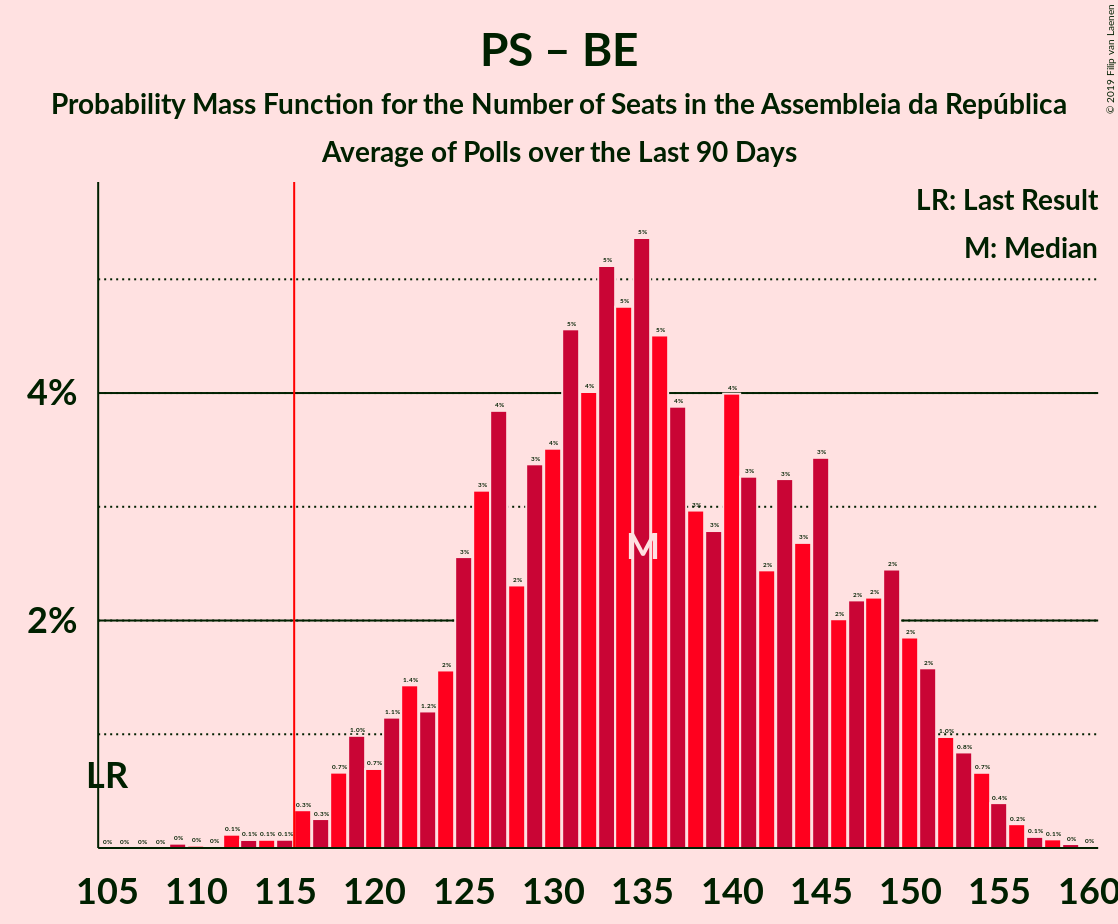 PS – BE
Probability Mass Function for the Number of Seats in the Assembleia da República
Average of Polls over the Last 90 Days
© 2019 Filip van Laenen
LR: Last Result
M: Median
4%
2%
LR
M
0% 0% 0% 0% 0% 0% 0% 0.1% 0.1% 0.1% 0.1% 0.3% 0.3% 0.7% 1.0% 0.7% 1.1% 1.4% 1.2% 2% 3% 3% 4% 2% 3% 4% 5% 4% 5% 5% 5% 5% 4% 3% 3% 4% 3% 2% 3% 3% 3% 2% 2% 2% 2% 2% 2% 1.0% 0.8% 0.7% 0.4% 0.2% 0.1% 0.1% 0% 0%
105 110 115 120 125 130 135 140 145 150 155 160